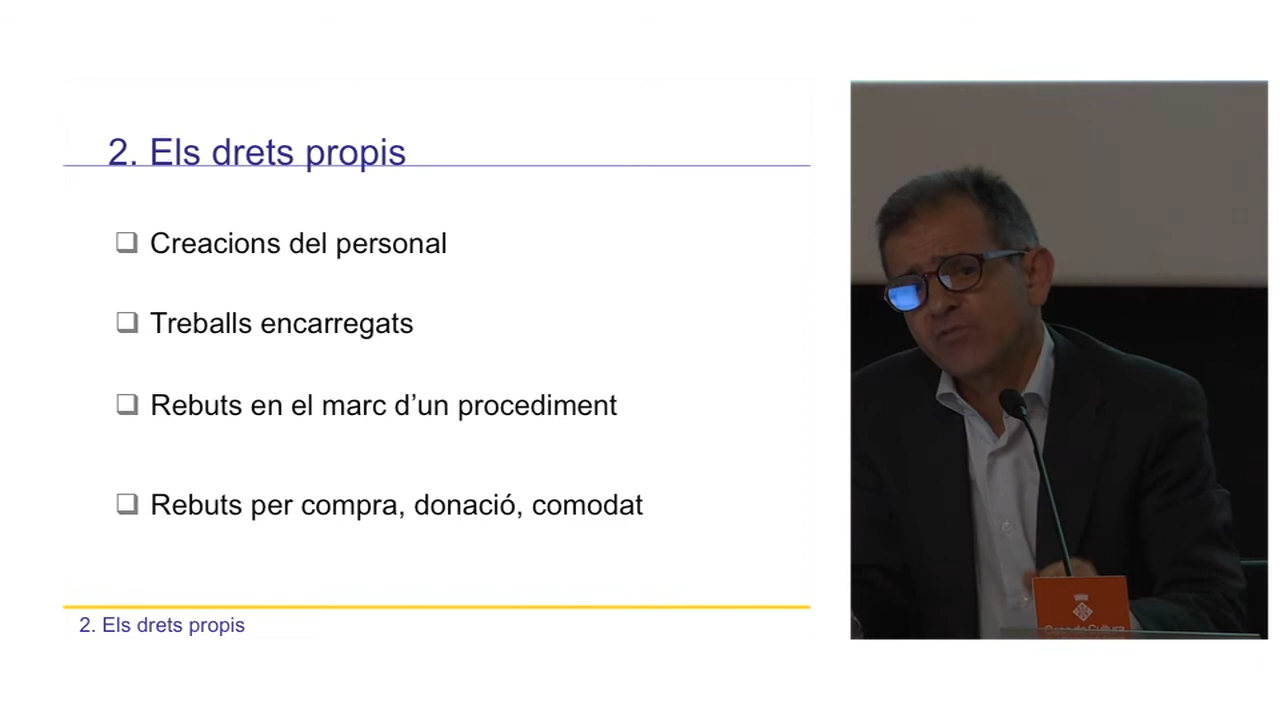 2. Els drets propis
Creacions del personal
Treballs encarregats
Rebuts en el marc d’un procediment
Rebuts per compra, donació, comodat
2. Els drets propis